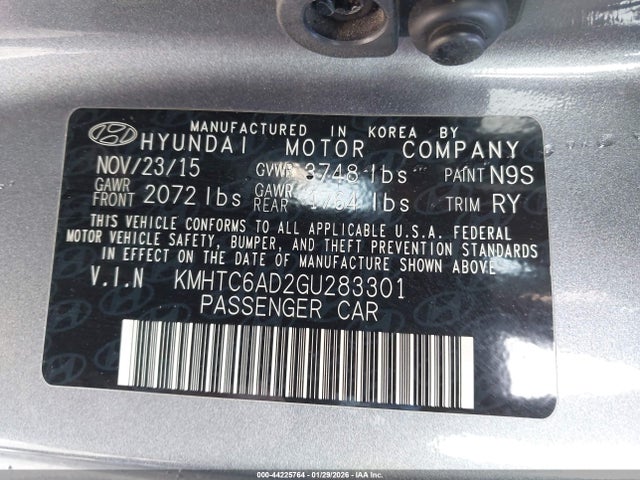 MANUFACTURED IN KOREA BY
HYUNDAI MOTOR COMPANY
NOV/23/15 GVWR 3748 lbs PAINT N9S
GAWR FRONT 2072 lbs GAWR REAR 1764 lbs TRIM RY
THIS VEHICLE CONFORMS TO ALL APPLICABLE U.S.A. FEDERAL
MOTOR VEHICLE SAFETY, BUMPER, AND THEFT PREVENTION STANDARDS
IN EFFECT ON THE DATE OF MANUFACTURE SHOWN ABOVE.
V.I.N KMHTC6AD2GU283301
PASSENGER CAR
000-44225764 - 01/29/2026 - IAA Inc.